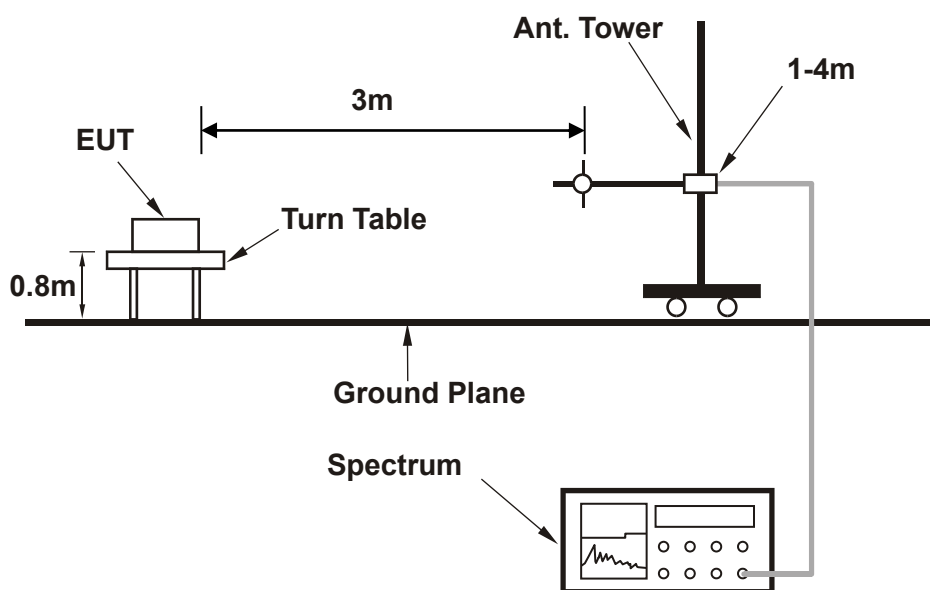 Ant. Tower
1-4m
3m
EUT
Turn Table
0.8m
Ground Plane
Spectrum